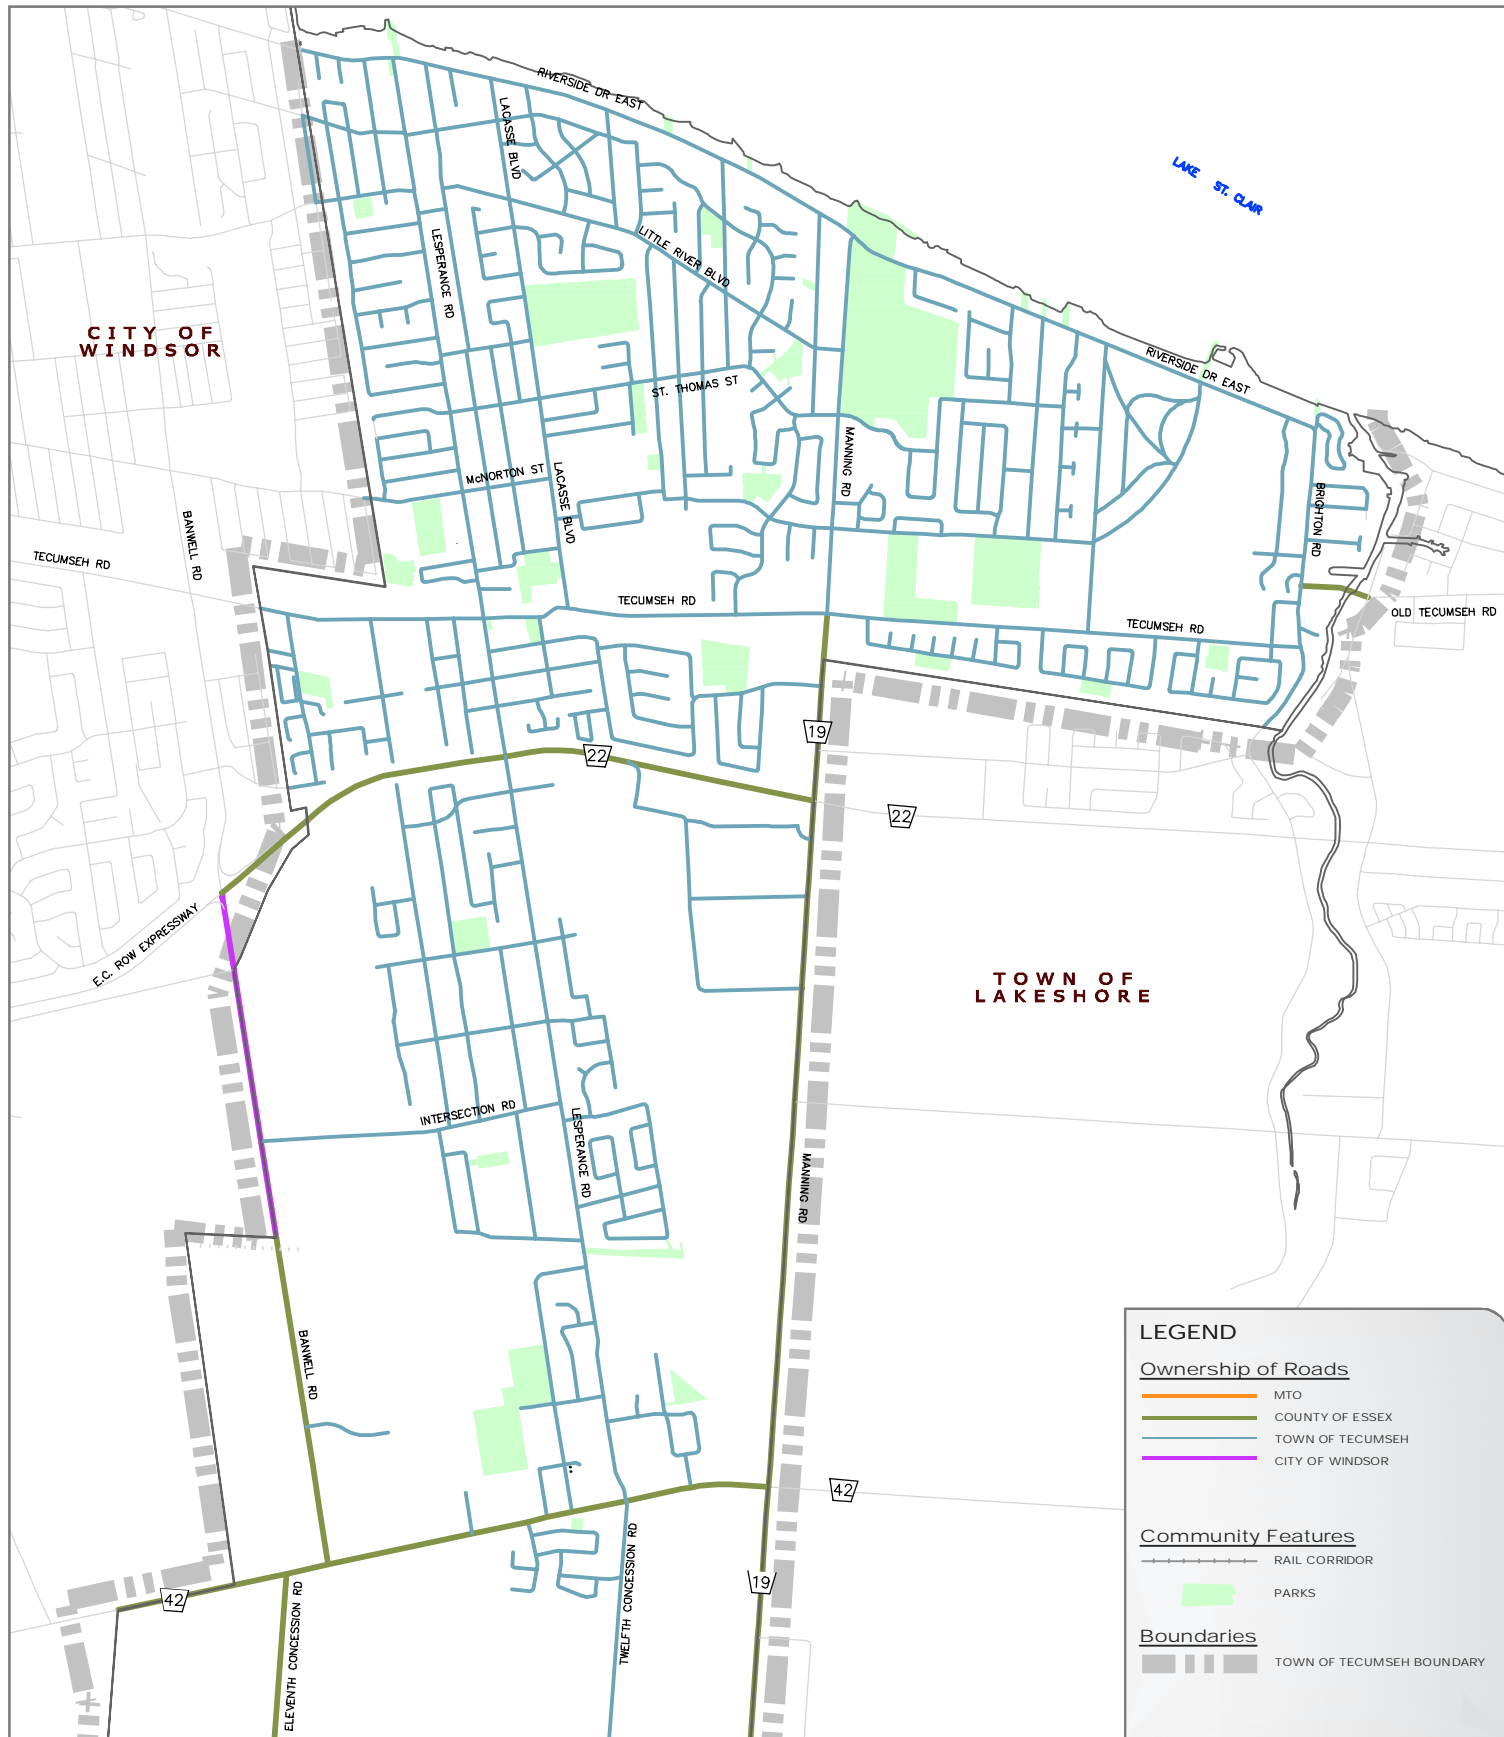 RIVERSIDE DR EAST
LACASSE BLVD
LAKE ST. CLAIR
LESPERANCE RD
LITTLE RIVER BLVD
CITY OF
WINDSOR
RIVERSIDE DR EAST
ST. THOMAS ST
MANNING RD
McNORTON ST
LACASSE BLVD
BRIGHTON RD
BANWELL RD
TECUMSEH RD
TECUMSEH RD
OLD TECUMSEH RD
TECUMSEH RD
19
22
22
E.C. ROW EXPRESSWAY
TOWN OF
LAKESHORE
INTERSECTION RD
LESPERANCE RD
MANNING RD
BANWELL RD
42
19
42
TWELFTH CONCESSION RD
ELEVENTH CONCESSION RD
LEGEND
Ownership of Roads
MTO
COUNTY OF ESSEX
TOWN OF TECUMSEH
CITY OF WINDSOR
Community Features
RAIL CORRIDOR
PARKS
Boundaries
TOWN OF TECUMSEH BOUNDARY